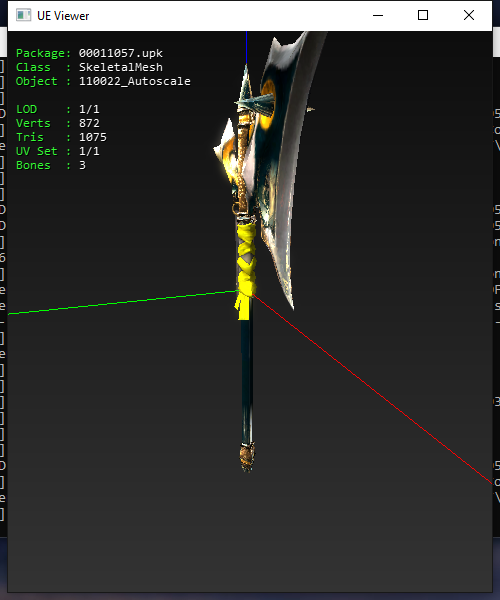 UE Viewer
Package: 00011057.upk
Class : SkeletalMesh
Object : 110022_Autoscale
LOD : 1/1
Verts : 872
Tris : 1075
UV Set : 1/1
Bones : 3